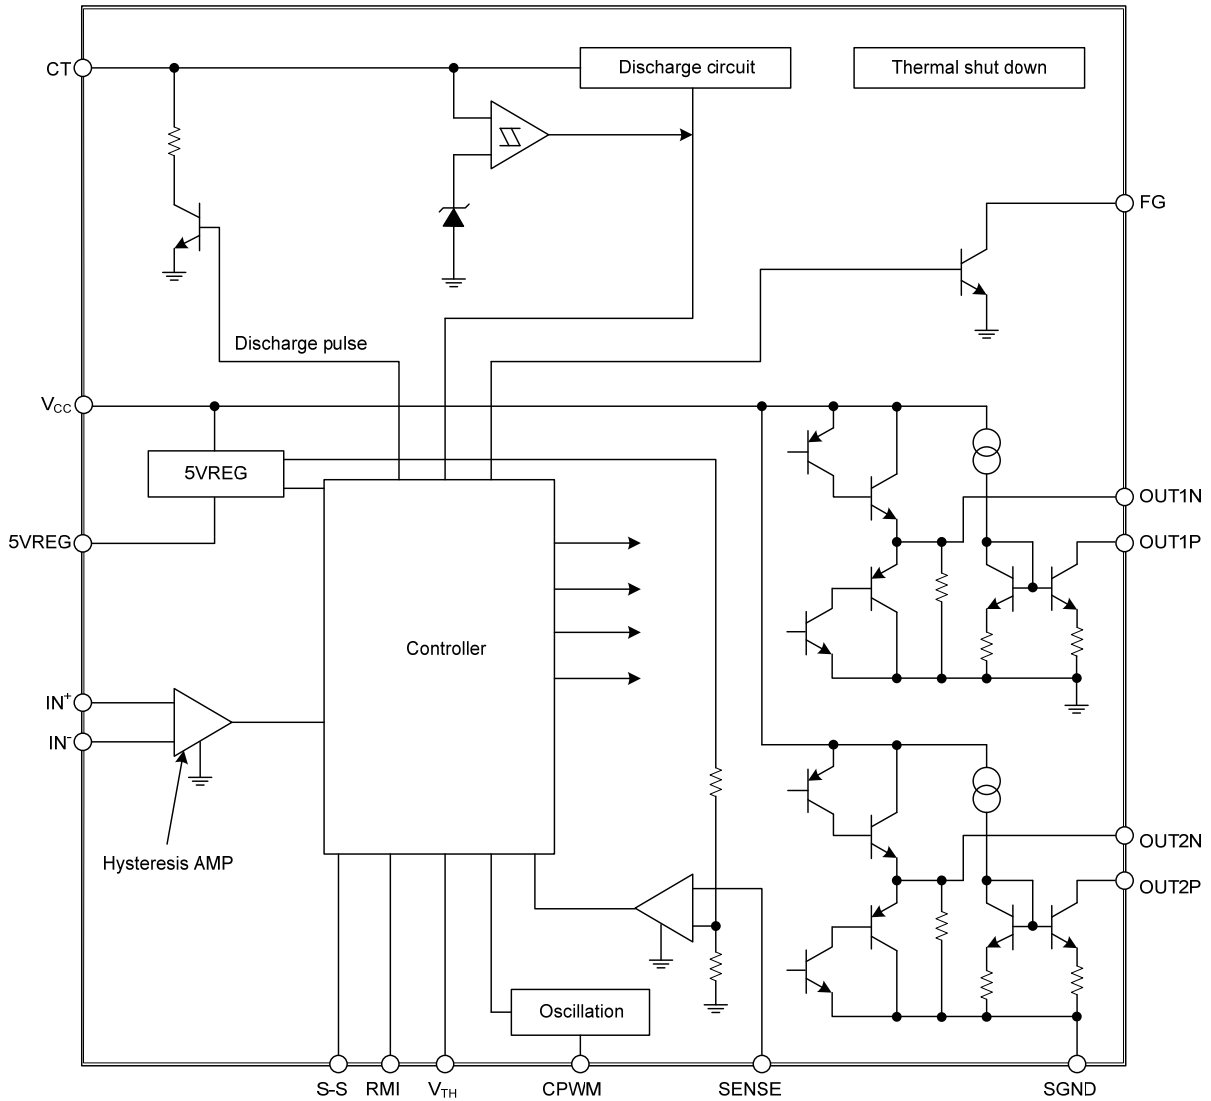 CT
Discharge circuit
Thermal shut down
FG
Discharge pulse
VCC
5VREG
OUT1N
5VREG
OUT1P
Controller
IN+
IN-
Hysteresis AMP
OUT2N
OUT2P
Oscillation
S-S
RMI
VTH
CPWM
SENSE
SGND